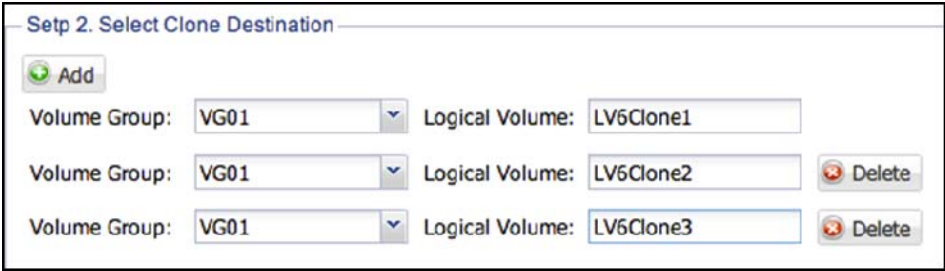 Setp 2. Select Clone Destination
Add
Volume Group: VG01 Logical Volume: LV6Clone1
Volume Group: VG01 Logical Volume: LV6Clone2 Delete
Volume Group: VG01 Logical Volume: LV6Clone3 Delete